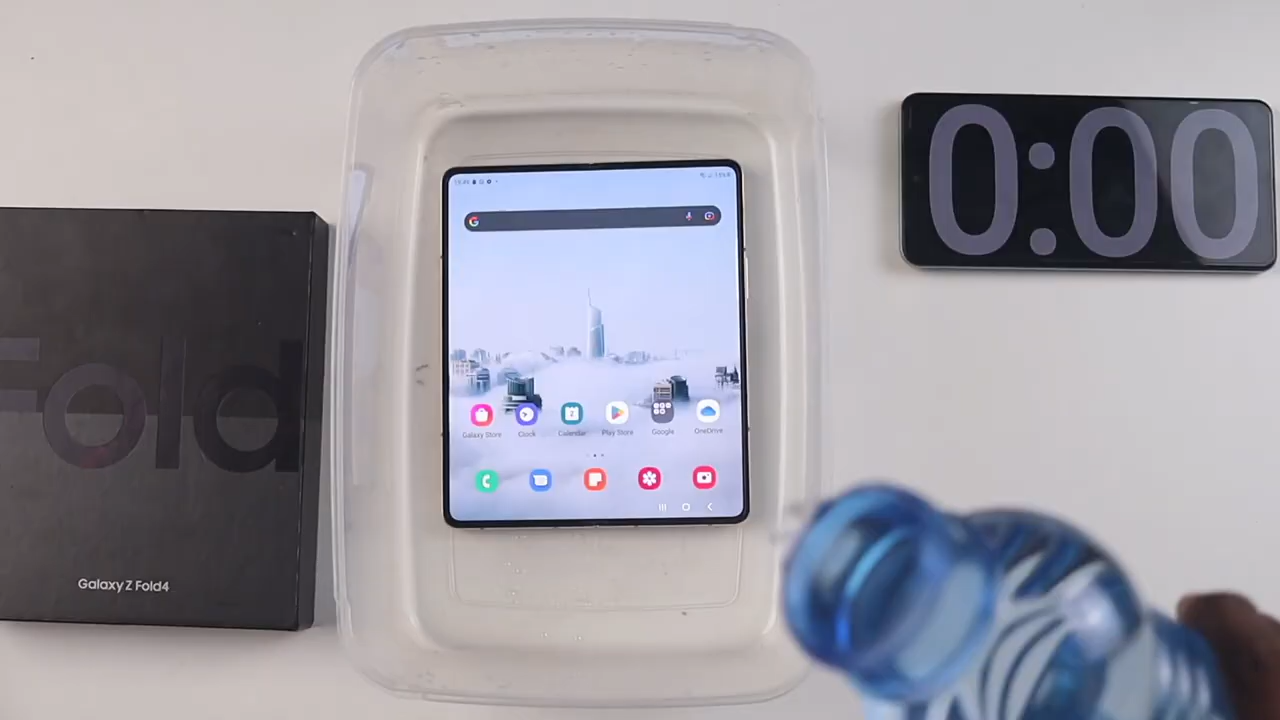 0:00
Fold
Galaxy Z Fold4
Galaxy Store
Clock
Calendar
Play Store
Google
OneDrive